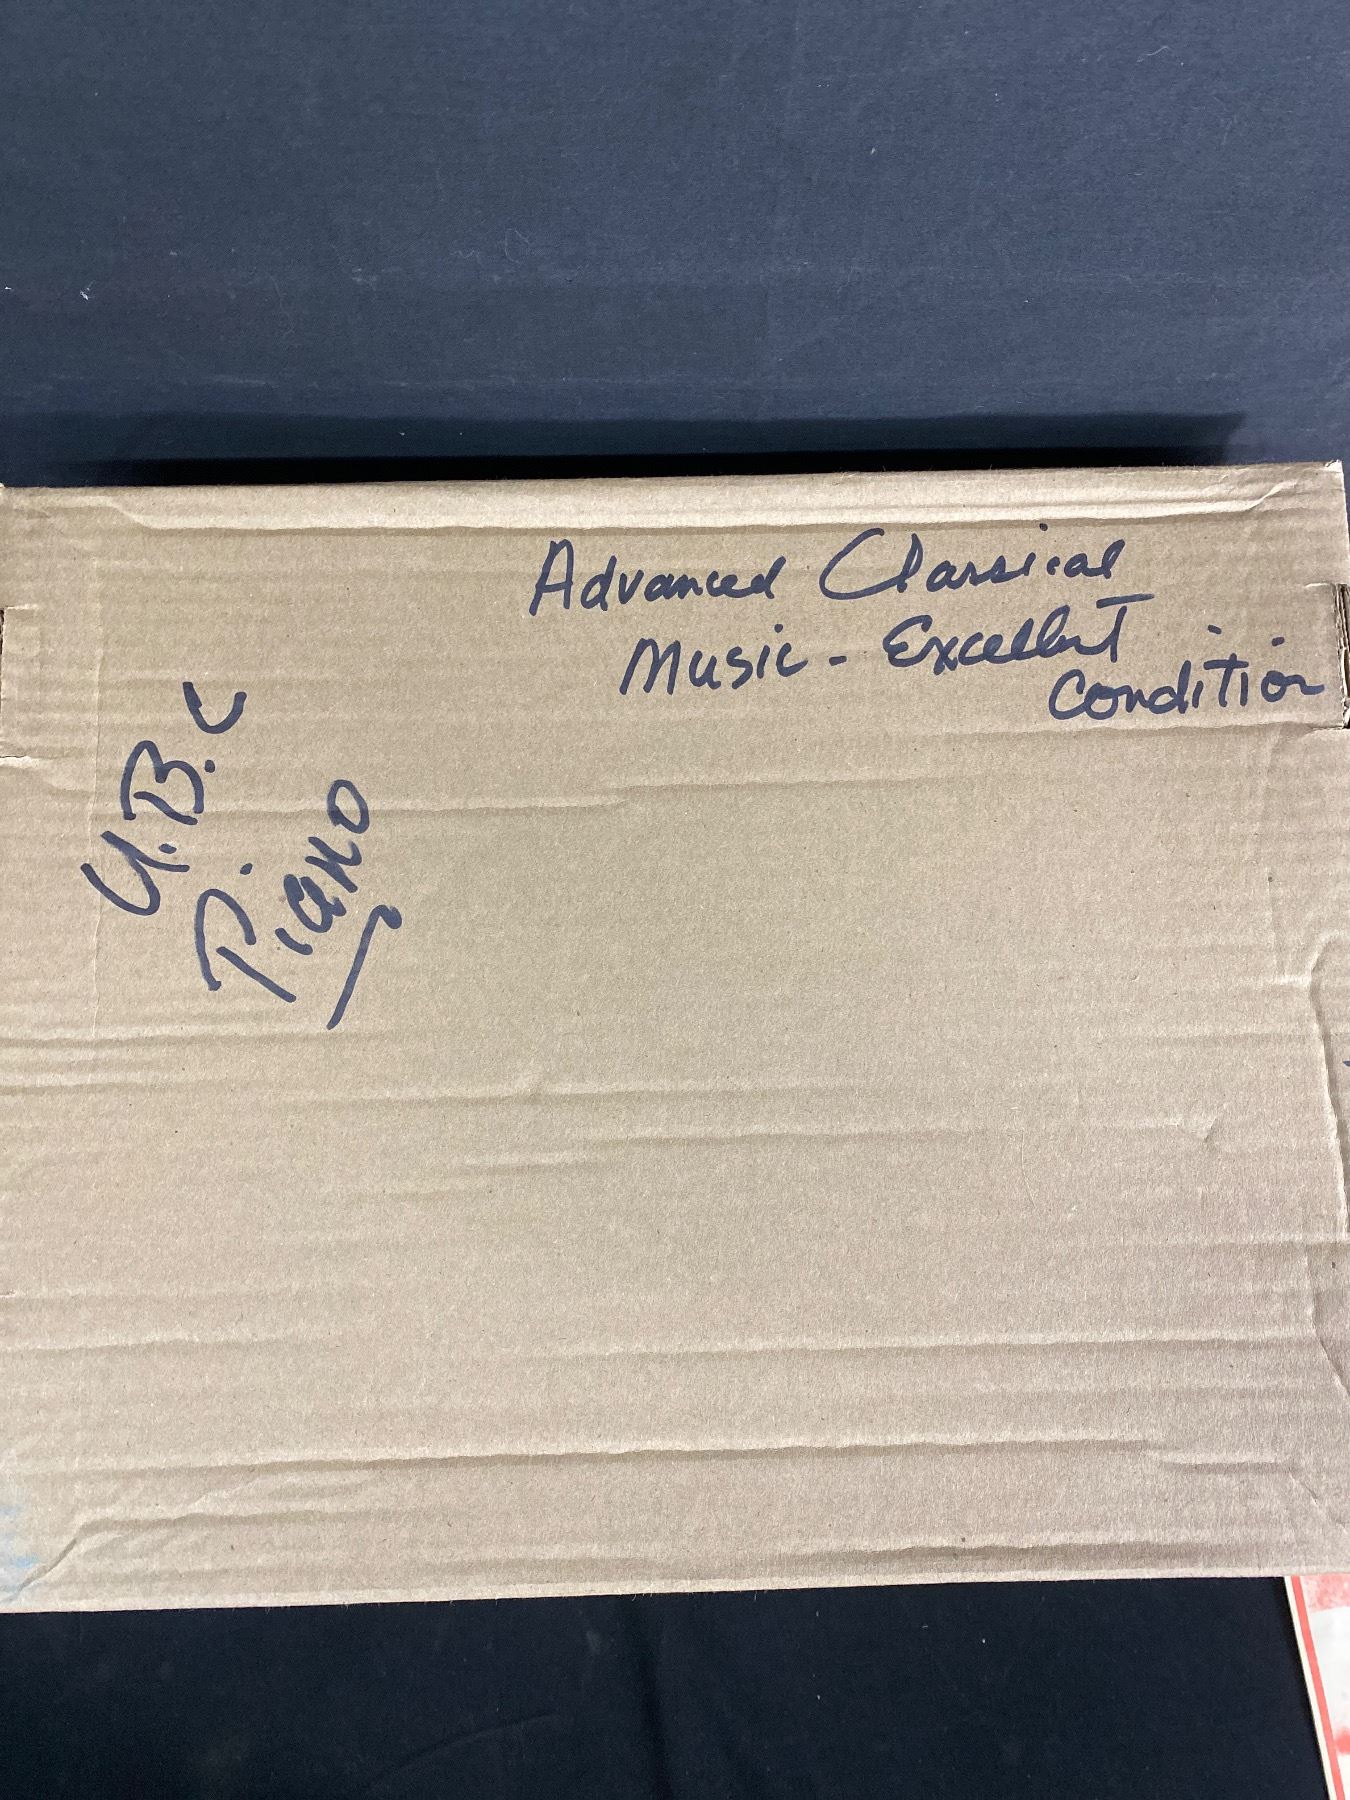 Advanced Classical
Music - Excellent
Condition
U.B.C
Piano